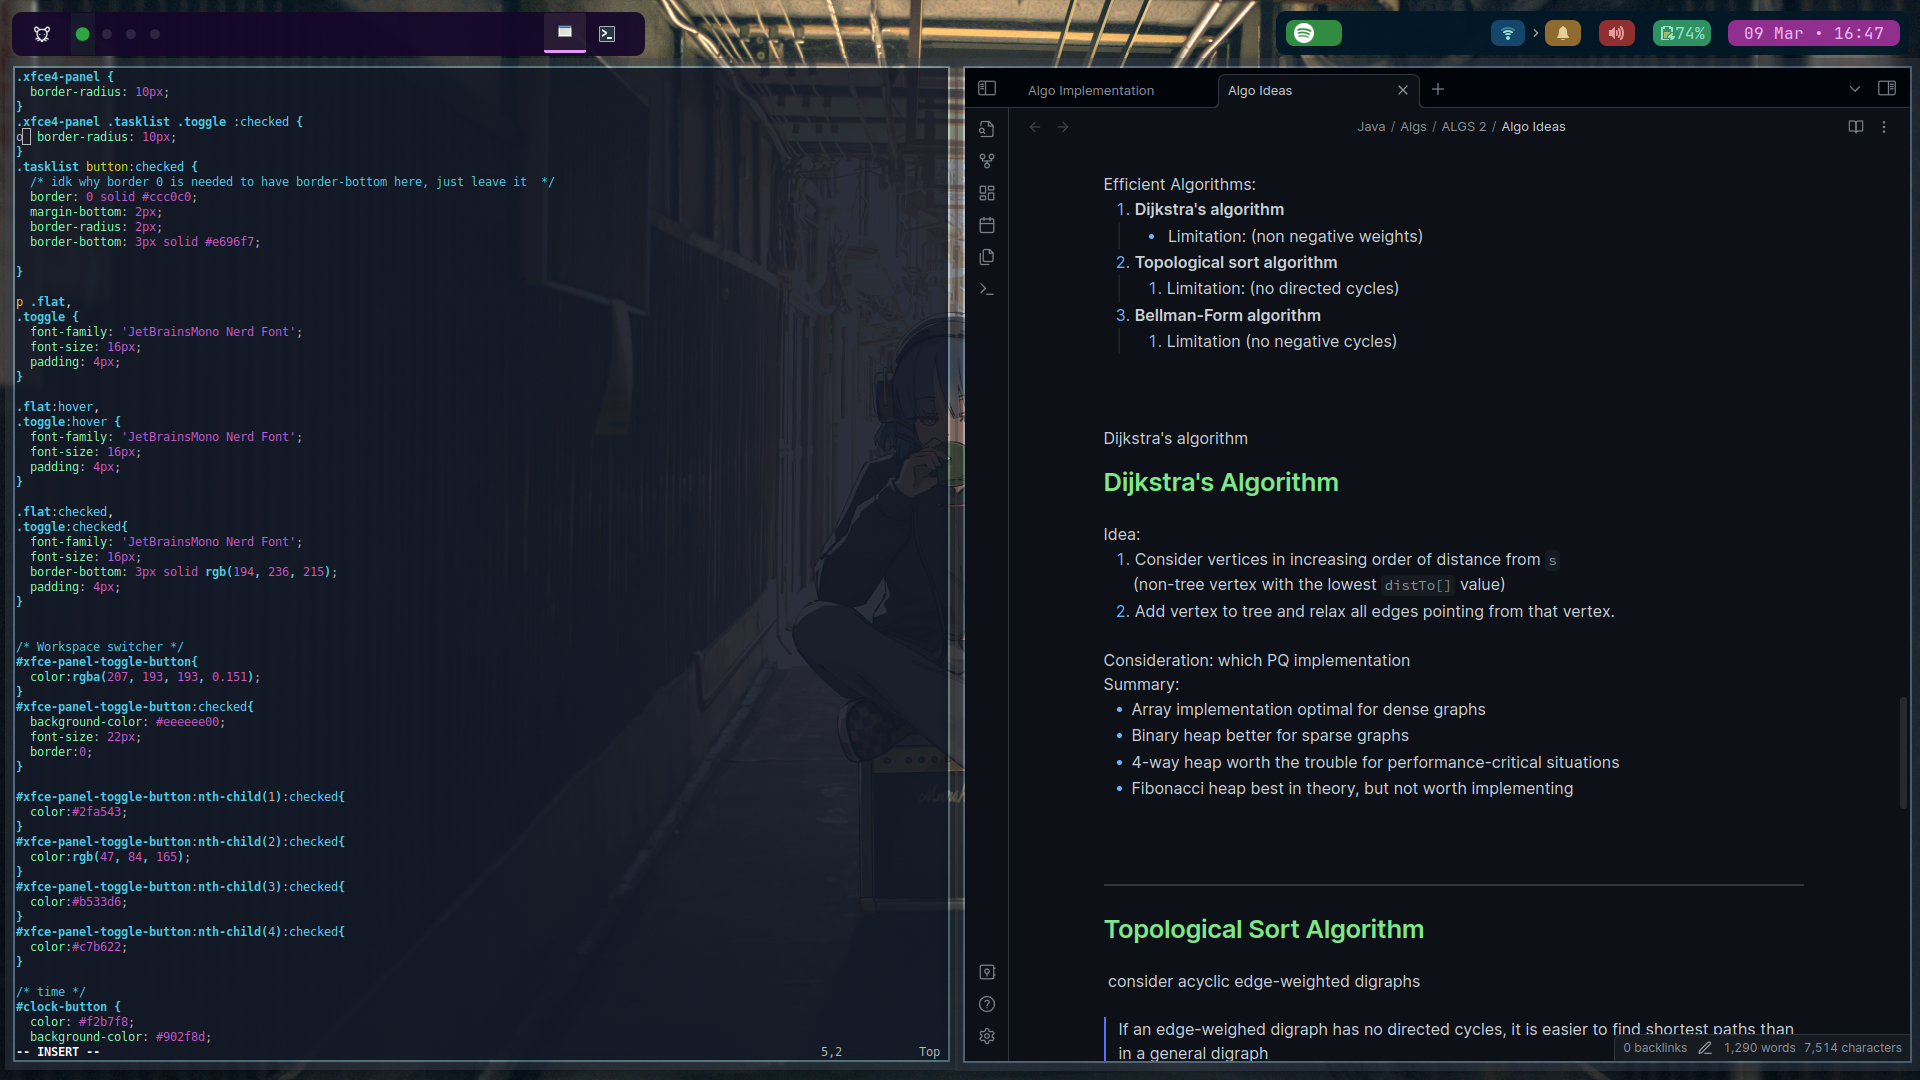 74%
09 Mar • 16:47
.xfce4-panel {
border-radius: 10px;
}
.xfce4-panel .tasklist .toggle :checked {
border-radius: 10px;
}
.tasklist button:checked {
/* idk why border 0 is needed to have border-bottom here, just leave it */
border: 0 solid #ccc0c0;
margin-bottom: 2px;
border-radius: 2px;
border-bottom: 3px solid #e696f7;
}
p .flat,
.toggle {
font-family: 'JetBrainsMono Nerd Font';
font-size: 16px;
padding: 4px;
}
.flat:hover,
.toggle:hover {
font-family: 'JetBrainsMono Nerd Font';
font-size: 16px;
padding: 4px;
}
.flat:checked,
.toggle:checked{
font-family: 'JetBrainsMono Nerd Font';
font-size: 16px;
border-bottom: 3px solid rgb(194, 236, 215);
padding: 4px;
}
/* Workspace switcher */
#xfce-panel-toggle-button{
color:rgba(207, 193, 193, 0.151);
}
#xfce-panel-toggle-button:checked{
background-color: #eeeeee00;
font-size: 22px;
border:0;
}
#xfce-panel-toggle-button:nth-child(1):checked{
color:#2fa543;
}
#xfce-panel-toggle-button:nth-child(2):checked{
color:rgb(47, 84, 165);
}
#xfce-panel-toggle-button:nth-child(3):checked{
color:#b533d6;
}
#xfce-panel-toggle-button:nth-child(4):checked{
color:#c7b622;
}
/* time */
#clock-button {
color: #f2b7f8;
background-color: #902f8d;
-- INSERT -- 5,2 Top
Algo Implementation
Algo Ideas
Java / Algs / ALGS 2 / Algo Ideas
Efficient Algorithms:
1. Dijkstra's algorithm
• Limitation: (non negative weights)
2. Topological sort algorithm
1. Limitation: (no directed cycles)
3. Bellman-Form algorithm
1. Limitation (no negative cycles)
Dijkstra's algorithm
Dijkstra's Algorithm
Idea:
1. Consider vertices in increasing order of distance from s
(non-tree vertex with the lowest distTo[] value)
2. Add vertex to tree and relax all edges pointing from that vertex.
Consideration: which PQ implementation
Summary:
• Array implementation optimal for dense graphs
• Binary heap better for sparse graphs
• 4-way heap worth the trouble for performance-critical situations
• Fibonacci heap best in theory, but not worth implementing
Topological Sort Algorithm
consider acyclic edge-weighted digraphs
If an edge-weighed digraph has no directed cycles, it is easier to find shortest paths than
in a general digraph
0 backlinks 1,290 words 7,514 characters